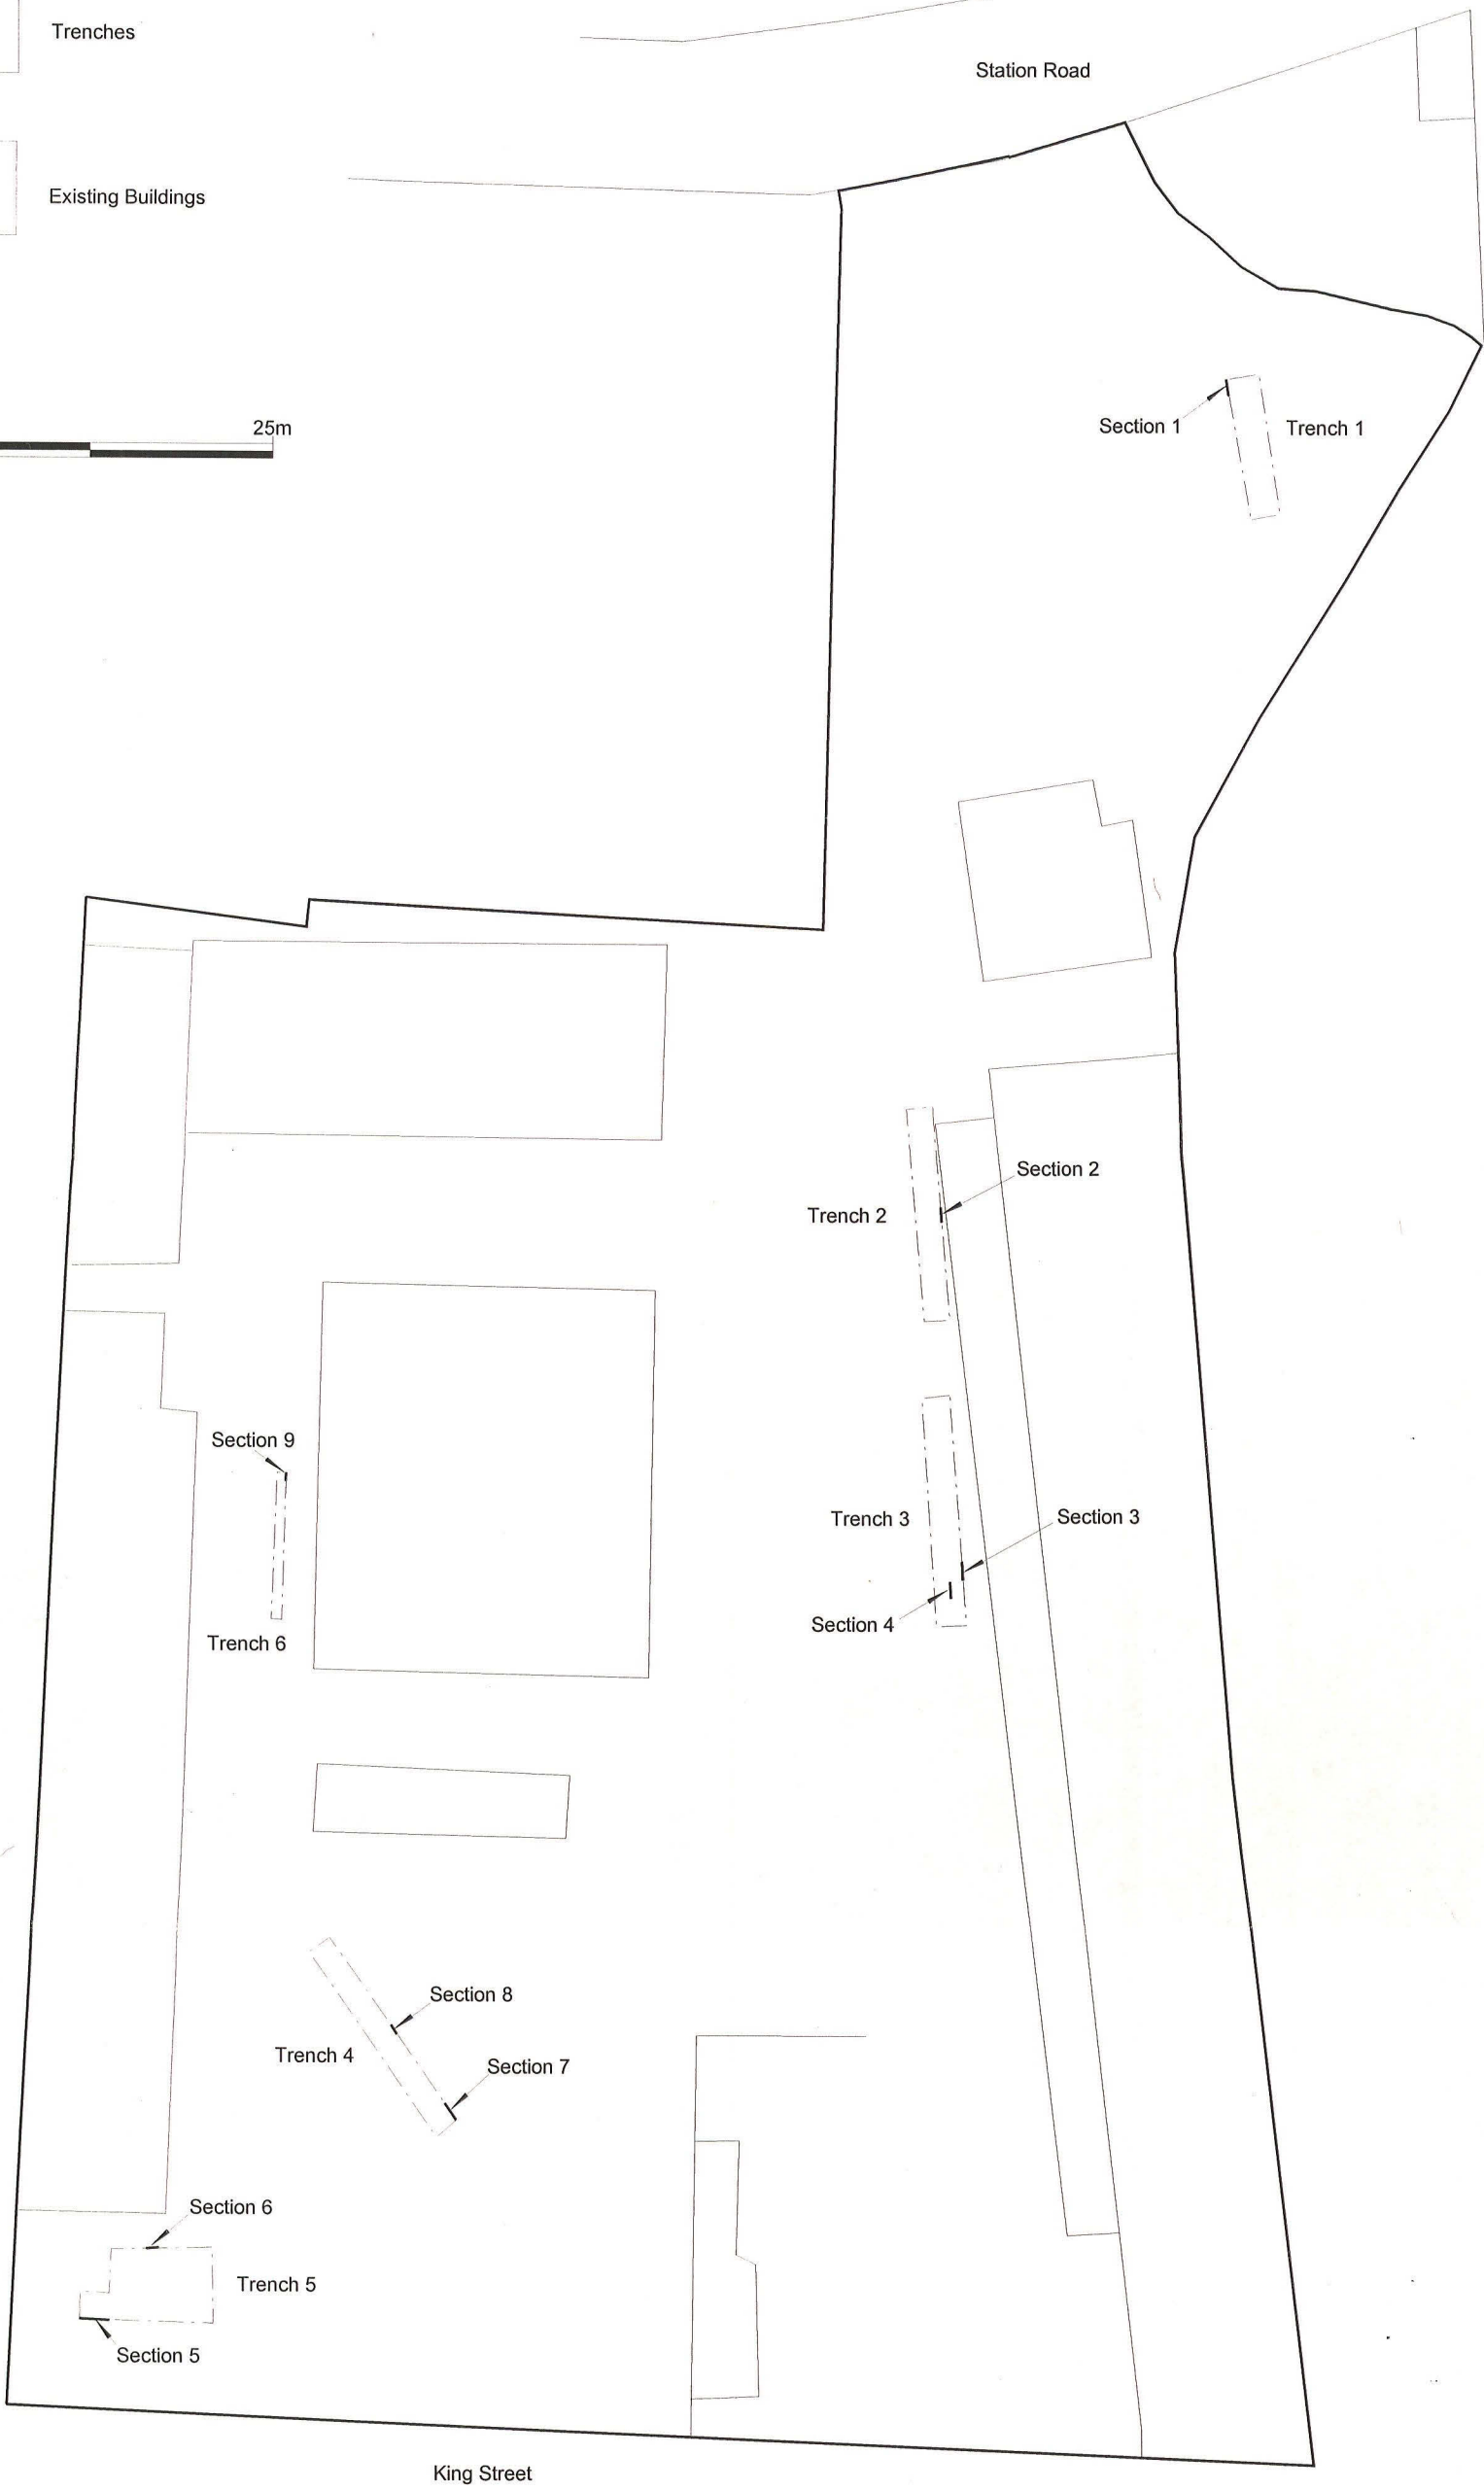 Trenches
Station Road
Existing Buildings
25m
Section 1
Trench 1
Section 2
Trench 2
Section 9
Trench 3
Section 3
Section 4
Trench 6
Section 8
Trench 4
Section 7
Section 6
Trench 5
Section 5
King Street